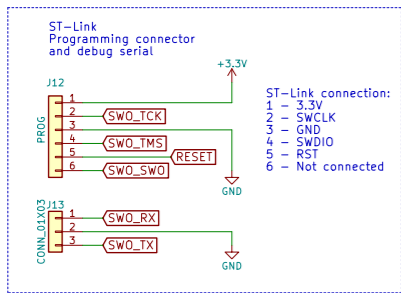 ST-Link
Programming connector
and debug serial
+3.3V
J12
PROG
1
2
3
4
5
6
SWO_TCK
SWO_TMS
RESET
SWO_SWO
GND
ST-Link connection:
1 - 3.3V
2 - SWCLK
3 - GND
4 - SWDIO
5 - RST
6 - Not connected
J13
CONN_01X03
1
2
3
SWO_RX
SWO_TX
GND